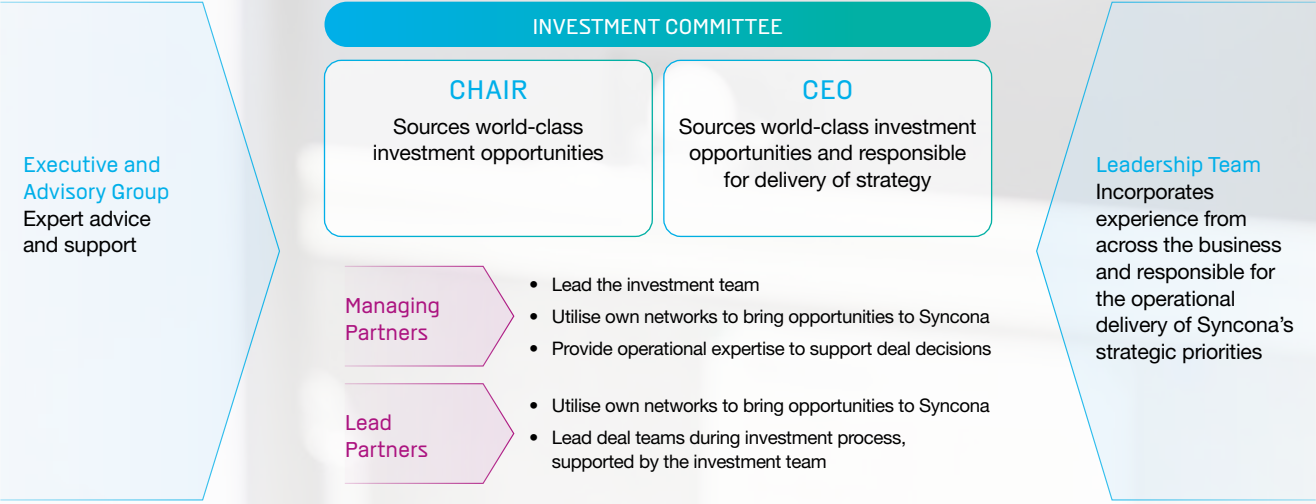 INVESTMENT COMMITTEE
CHAIR
Sources world-class
investment opportunities
CEO
Sources world-class investment
opportunities and responsible
for delivery of strategy
Executive and
Advisory Group
Expert advice
and support
Managing
Partners
• Lead the investment team
• Utilise own networks to bring opportunities to Syncona
• Provide operational expertise to support deal decisions
Lead
Partners
• Utilise own networks to bring opportunities to Syncona
• Lead deal teams during investment process,
supported by the investment team
Leadership Team
Incorporates
experience from
across the business
and responsible for
the operational
delivery of Syncona's
strategic priorities